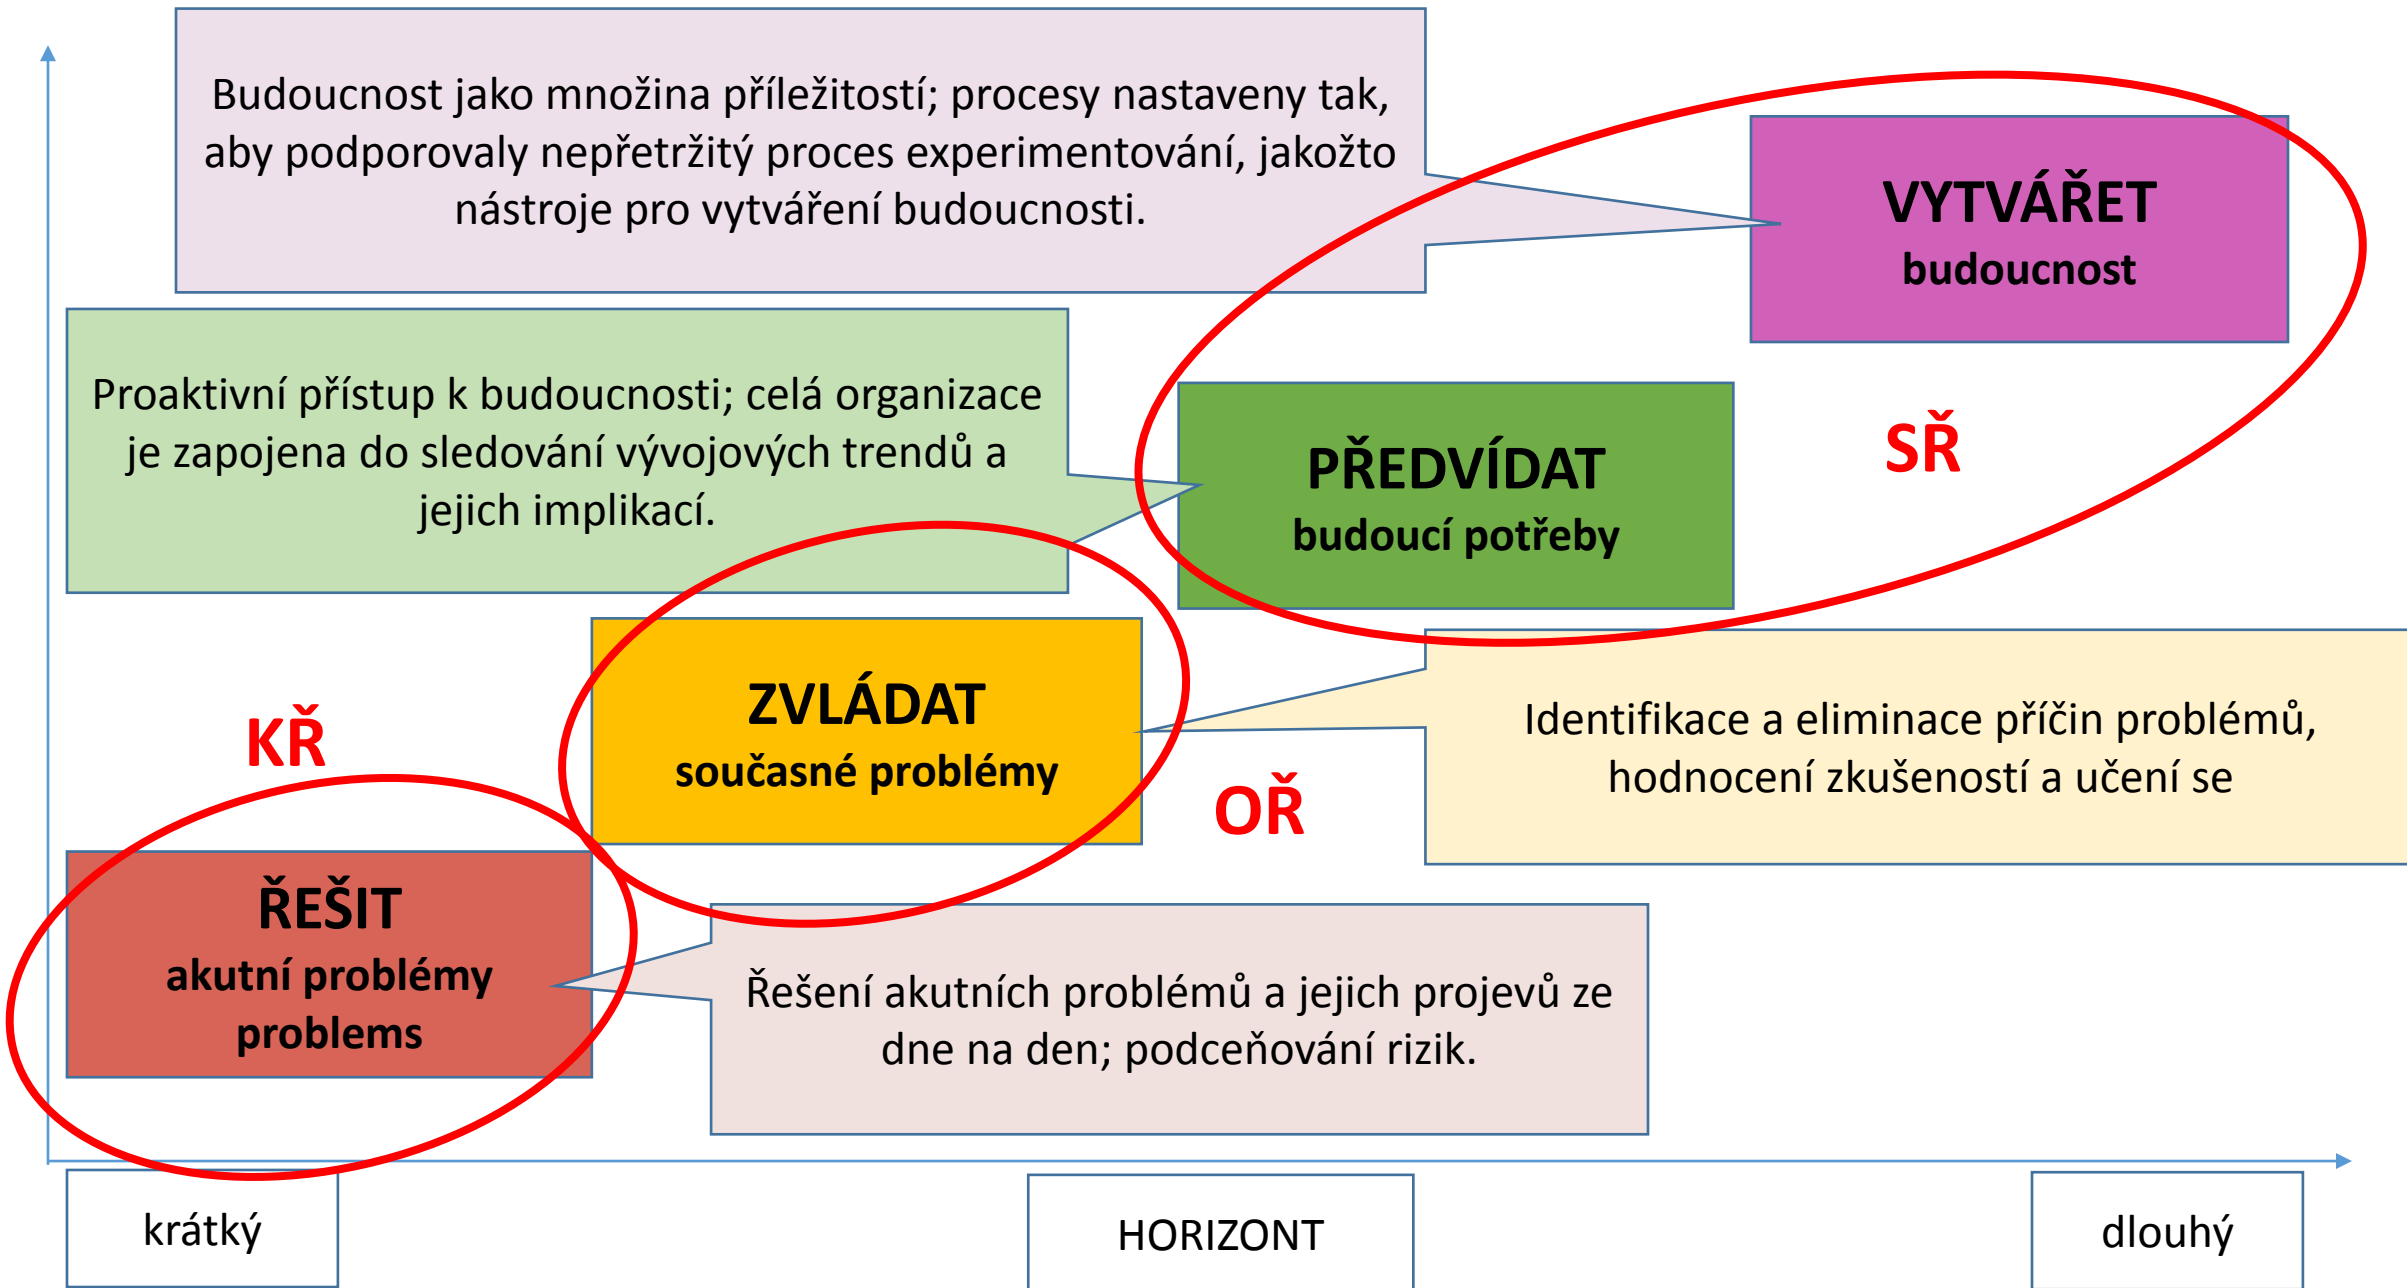 Budoucnost jako množina příležitostí; procesy nastaveny tak,
aby podporovaly nepřetržitý proces experimentování, jakožto
nástroje pro vytváření budoucnosti.
VYTVÁŘET
budoucnost
Proaktivní přístup k budoucnosti; celá organizace
je zapojena do sledování vývojových trendů a
jejich implikací.
PŘEDVÍDAT
budoucí potřeby
SŘ
KŘ
ZVLÁDAT
současné problémy
OŘ
Identifikace a eliminace příčin problémů,
hodnocení zkušeností a učení se
ŘEŠIT
akutní problémy
problems
Řešení akutních problémů a jejich projevů ze
dne na den; podceňování rizik.
krátký
HORIZONT
dlouhý